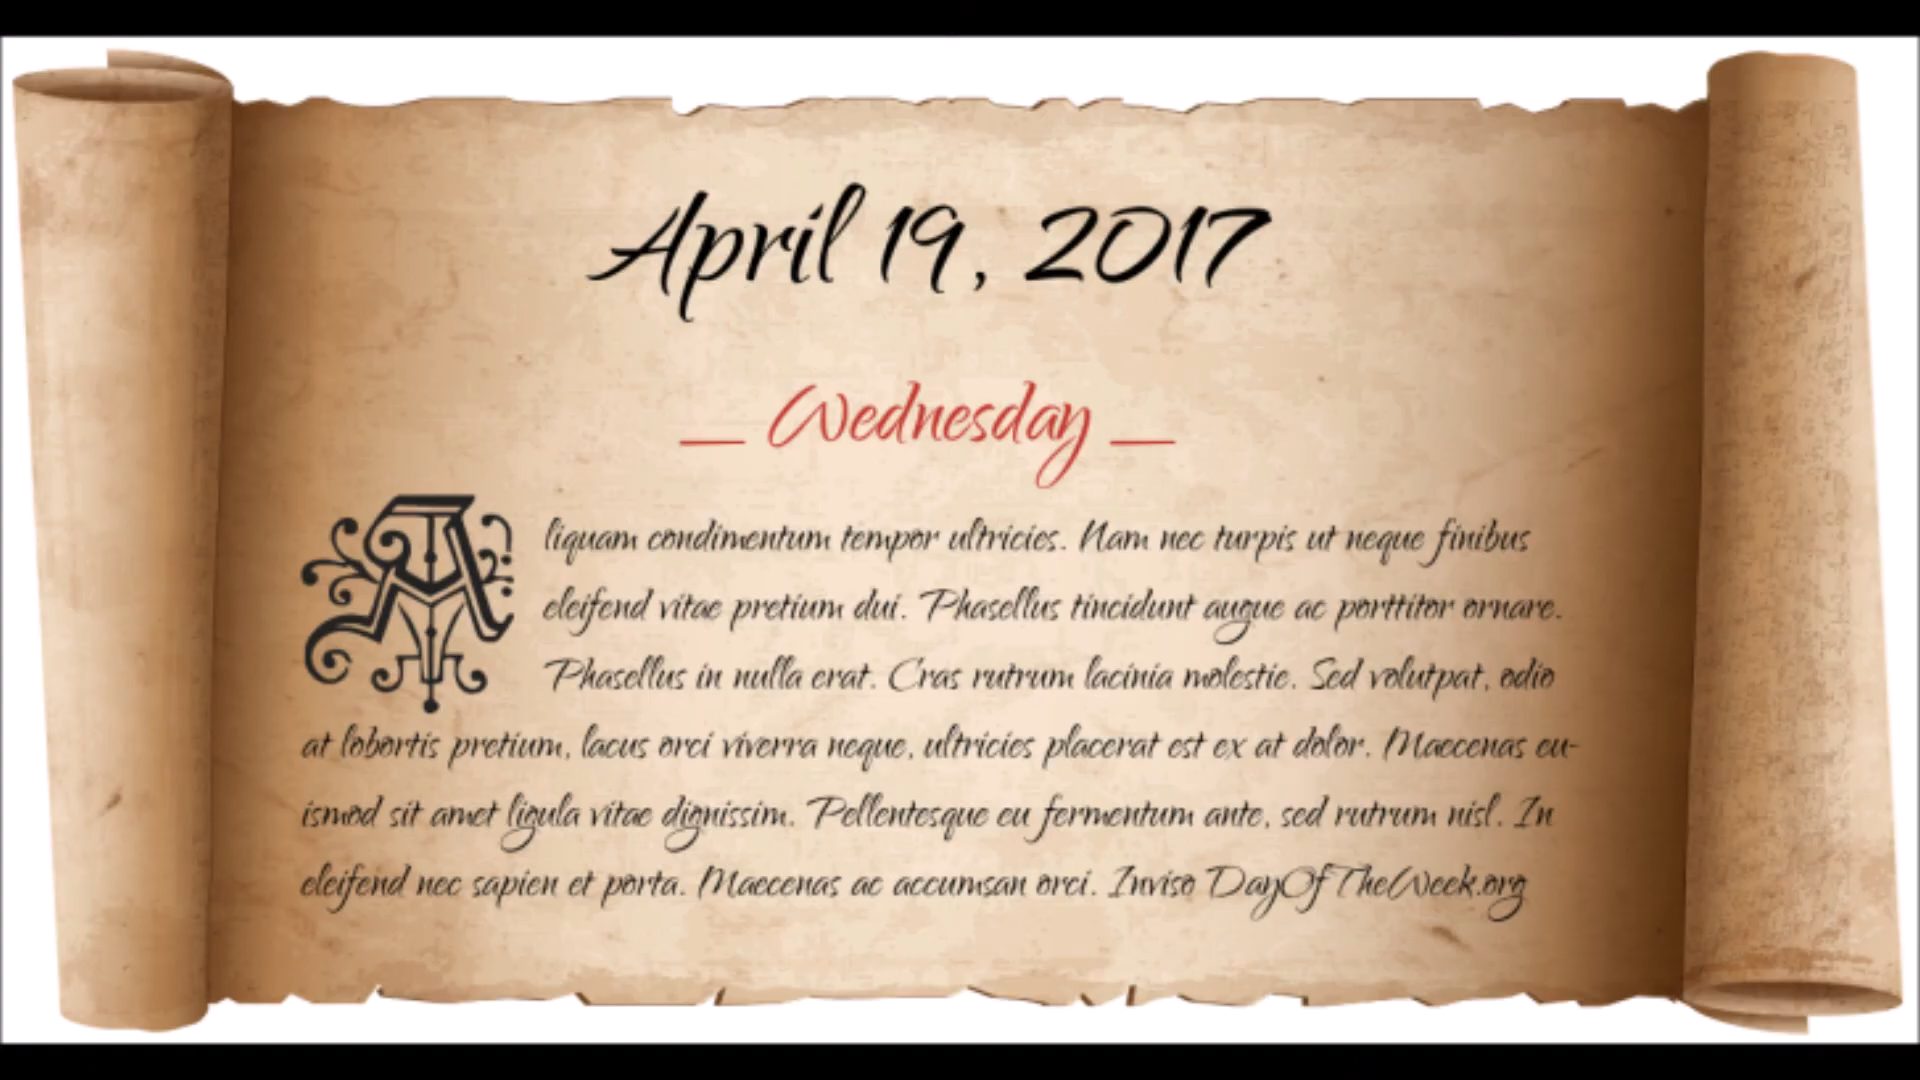 April 19, 2017
__ Wednesday __
Aliquam condimentum tempor ultricies. Nam nec turpis ut neque finibus
eleifend vitae pretium dui. Phasellus tincidunt augue ac porttitor ornare.
Phasellus in nulla erat. Cras rutrum lacinia molestie. Sed volutpat, odio
at lobortis pretium, lacus orci viverra neque, ultricies placerat est ex at dolor. Maecenas eu-
ismod sit amet ligula vitae dignissim. Pellentesque eu fermentum ante, sed rutrum nisl. In
eleifend nec sapien et porta. Maecenas ac accumsan orci. Inviso DayOfTheWeek.org